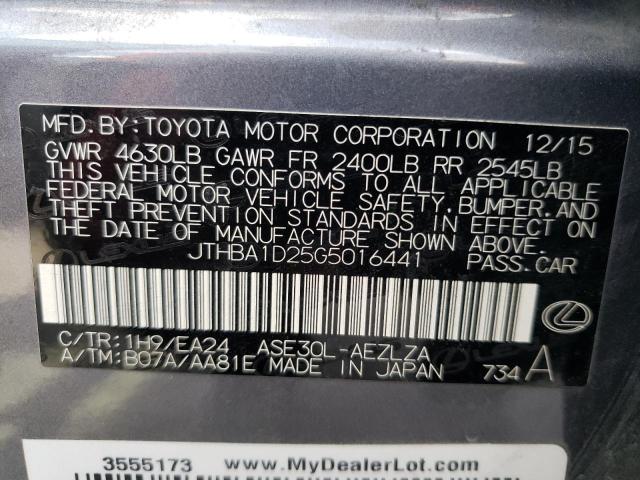 MFD. BY: TOYOTA MOTOR CORPORATION 12/15
GVWR 4630LB GAWR FR 2400LB RR 2545LB
THIS VEHICLE CONFORMS TO ALL APPLICABLE
FEDERAL MOTOR VEHICLE SAFETY, BUMPER, AND
THEFT PREVENTION STANDARDS IN EFFECT ON
THE DATE OF MANUFACTURE SHOWN ABOVE.
JTHBA1D25G5016441 PASS.CAR
C/TR: 1H9/EA24 ASE30L-AEZLZA
A/TM: B07A/AA81E MADE IN JAPAN 734 A
3555173 www.MyDealerLot.com